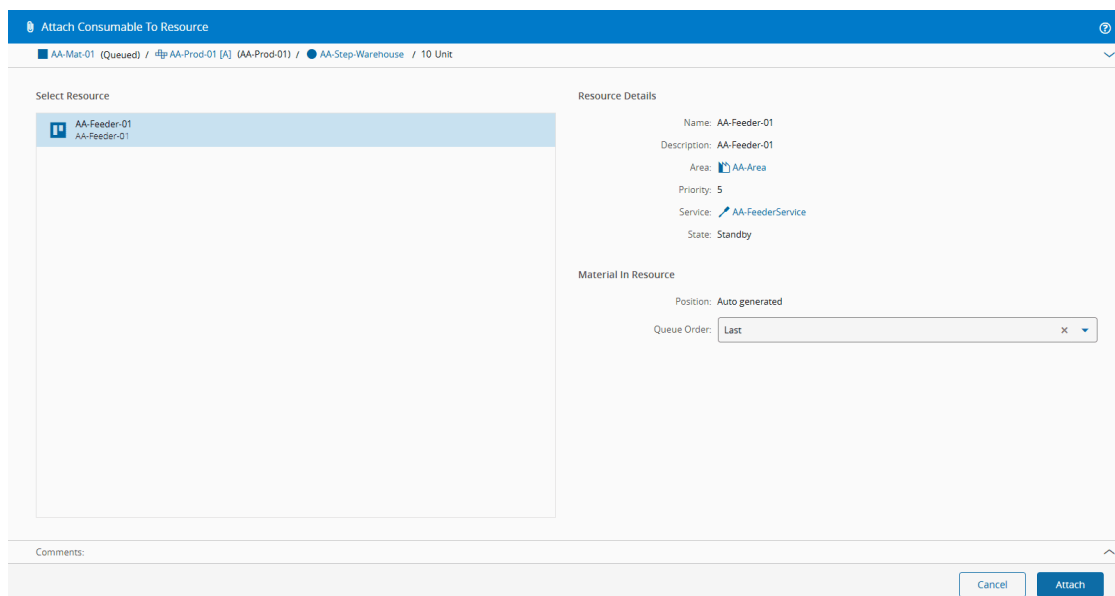 Attach Consumable To Resource
AA-Mat-01 (Queued) / AA-Prod-01 [A] (AA-Prod-01) / AA-Step-Warehouse / 10 Unit
Select Resource
AA-Feeder-01
AA-Feeder-01
Resource Details
Name: AA-Feeder-01
Description: AA-Feeder-01
Area: AA-Area
Priority: 5
Service: AA-FeederService
State: Standby
Material In Resource
Position: Auto generated
Queue Order: Last
Comments:
Cancel Attach